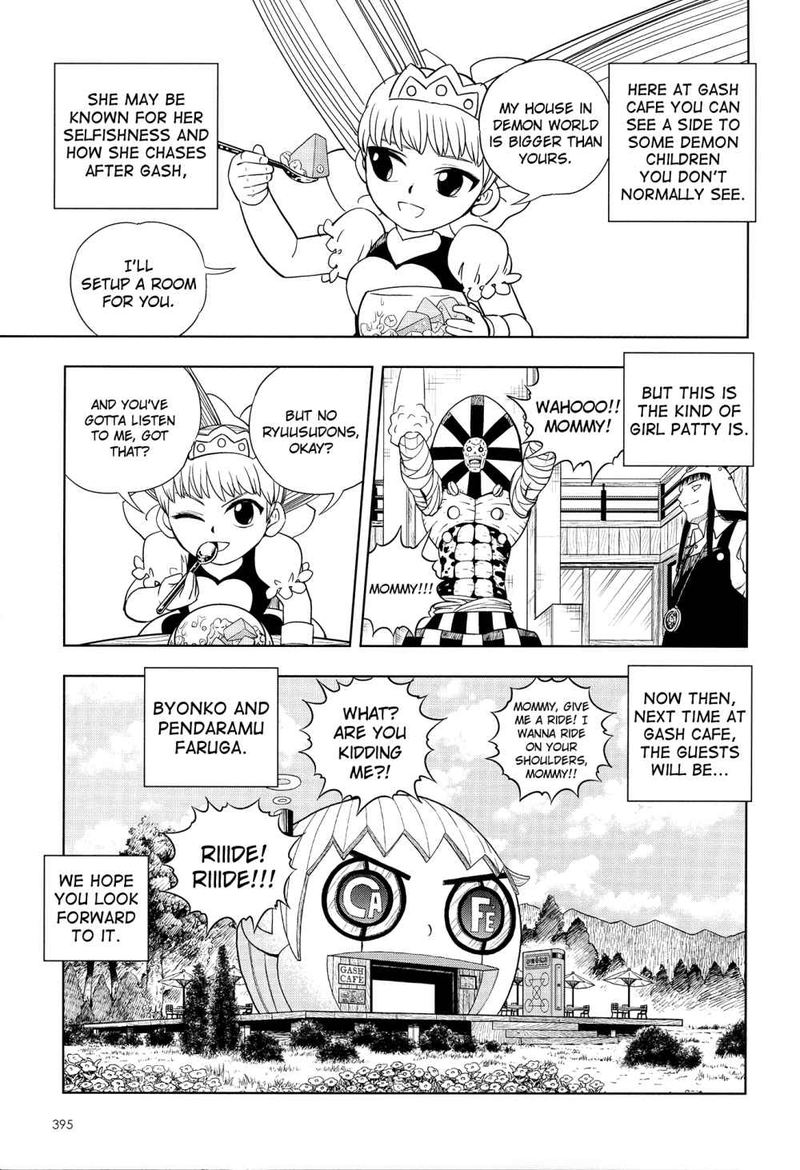 HERE AT GASH
CAFE YOU CAN
SEE A SIDE TO
SOME DEMON
CHILDREN
YOU DON'T
NORMALLY SEE.
MY HOUSE IN
DEMON WORLD
IS BIGGER THAN
YOURS.
SHE MAY BE
KNOWN FOR HER
SELFISHNESS AND
HOW SHE CHASES
AFTER GASH,
I'LL
SETUP A ROOM
FOR YOU.
BUT THIS IS
THE KIND OF
GIRL PATTY IS.
WAHOOO!!
MOMMY!
MOMMY!!!
BUT NO
RYUUSUDONS,
OKAY?
AND YOU'VE
GOTTA LISTEN
TO ME, GOT
THAT?
NOW THEN,
NEXT TIME AT
GASH CAFE,
THE GUESTS
WILL BE...
MOMMY, GIVE
ME A RIDE! I
WANNA RIDE
ON YOUR
SHOULDERS,
MOMMY!!
WHAT?
ARE YOU
KIDDING
ME?!
BYONKO AND
PENDARAMU
FARUGA.
RIIIDE!
RIIIDE!!!
WE HOPE
YOU LOOK
FORWARD
TO IT.
CA FE
GASH
CAFE
395